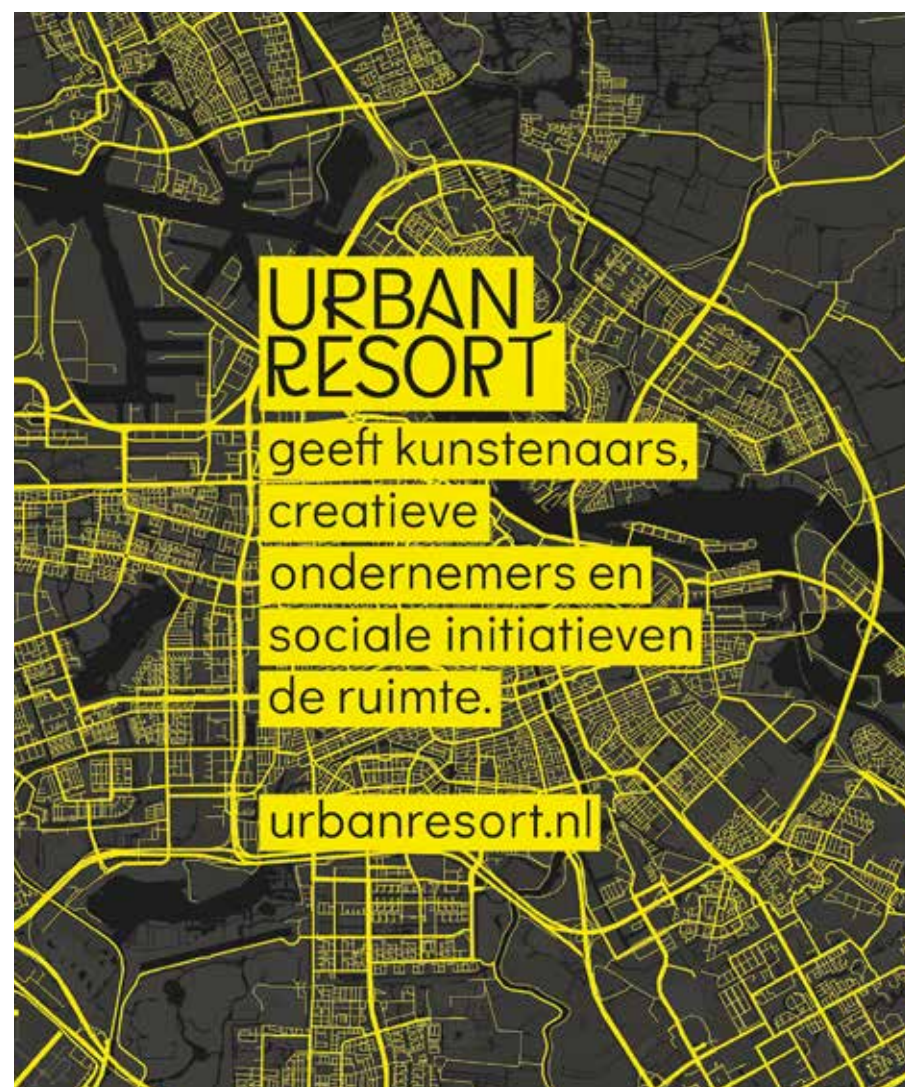 URBAN
RESORT
geeft kunstenaars,
creatieve
ondernemers en
sociale initiatieven
de ruimte.
urbanresort.nl